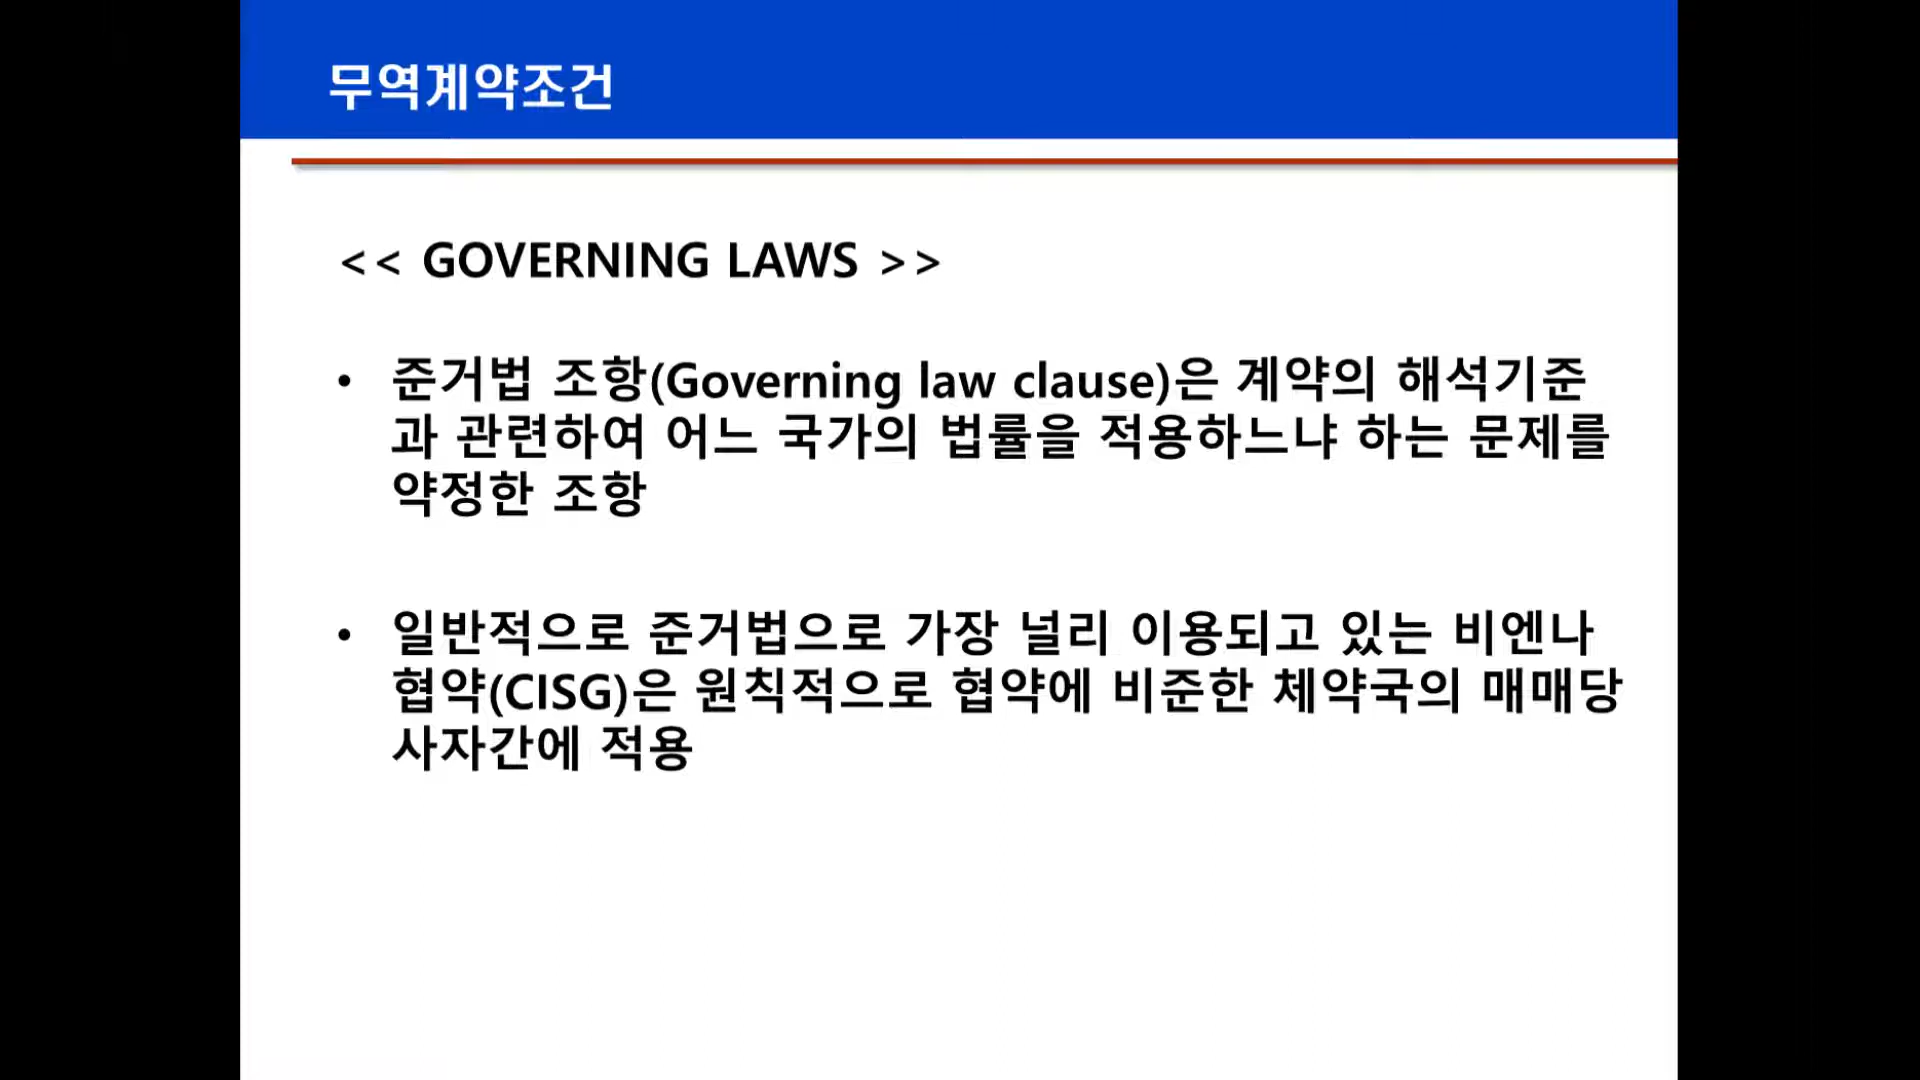 무역계약조건
<< GOVERNING LAWS >>
• 준거법 조항(Governing law clause)은 계약의 해석기준
과 관련하여 어느 국가의 법률을 적용하느냐 하는 문제를
약정한 조항
• 일반적으로 준거법으로 가장 널리 이용되고 있는 비엔나
협약(CISG)은 원칙적으로 협약에 비준한 체약국의 매매당
사자간에 적용